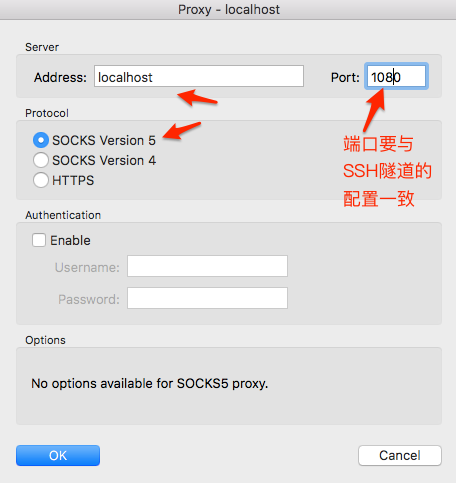 Proxy - localhost
Server
Address: localhost Port: 1080
Protocol
SOCKS Version 5
SOCKS Version 4
HTTPS
端口要与
SSH隧道的
配置一致
Authentication
Enable
Username:
Password:
Options
No options available for SOCKS5 proxy.
OK Cancel